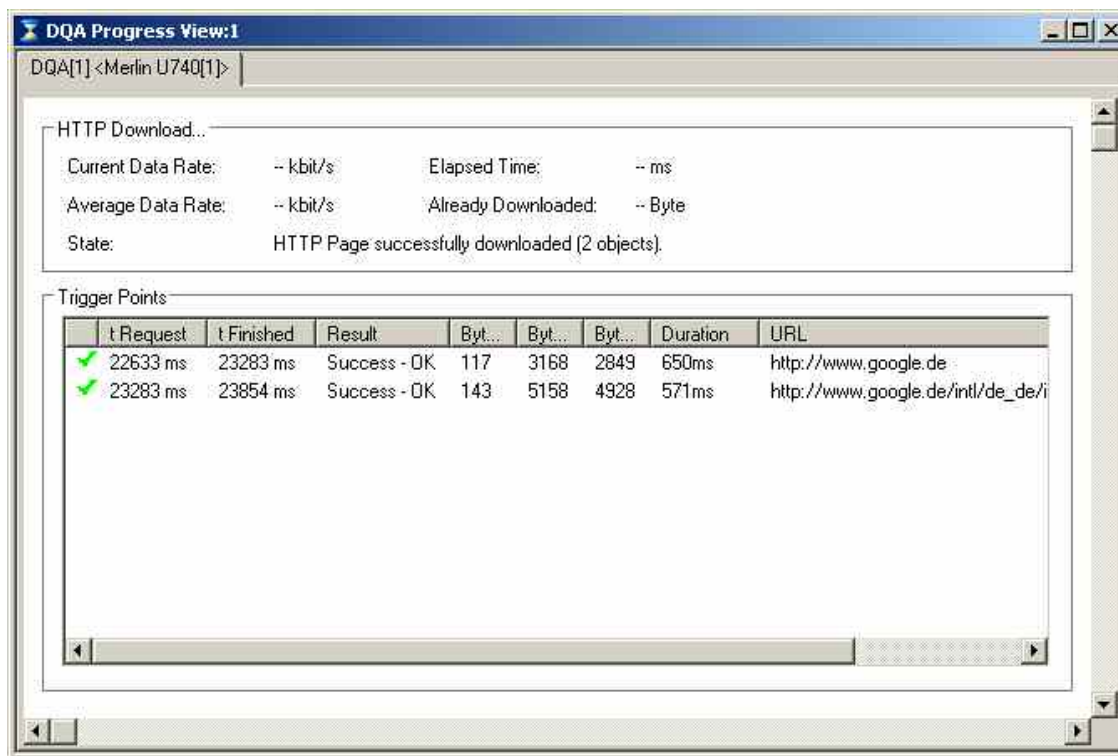 DQA Progress View:1
DQA[1] <Merlin U740[1]>
HTTP Download...
Current Data Rate: -- kbit/s Elapsed Time: -- ms
Average Data Rate: -- kbit/s Already Downloaded: -- Byte
State: HTTP Page successfully downloaded (2 objects).
Trigger Points
t Request t Finished Result Byt... Byt... Byt... Duration URL
22633 ms 23283 ms Success - OK 117 3168 2849 650ms http://www.google.de
23283 ms 23854 ms Success - OK 143 5158 4928 571ms http://www.google.de/intl/de_de/i